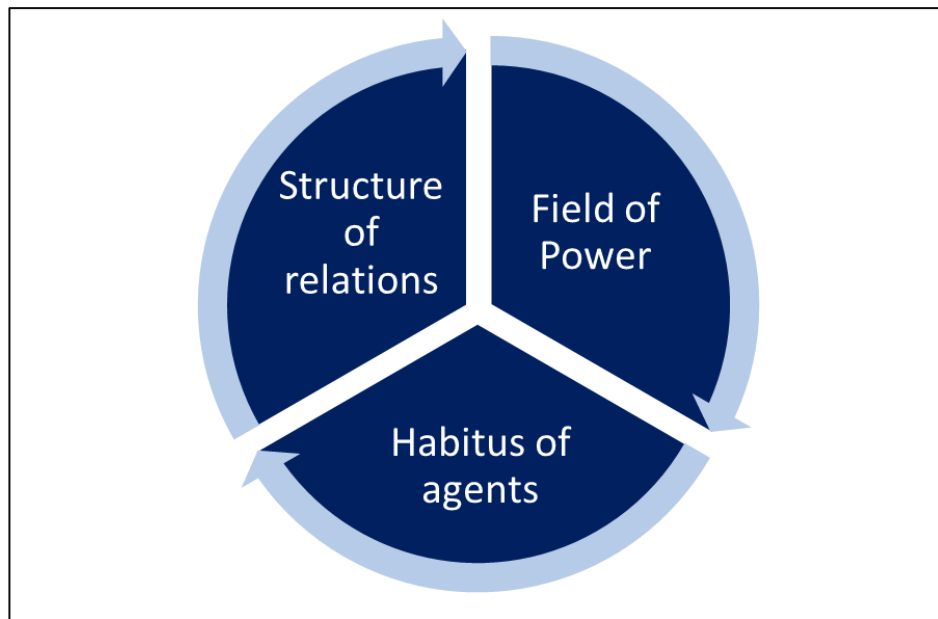 Structure
of
relations
Field of
Power
Habitus of
agents